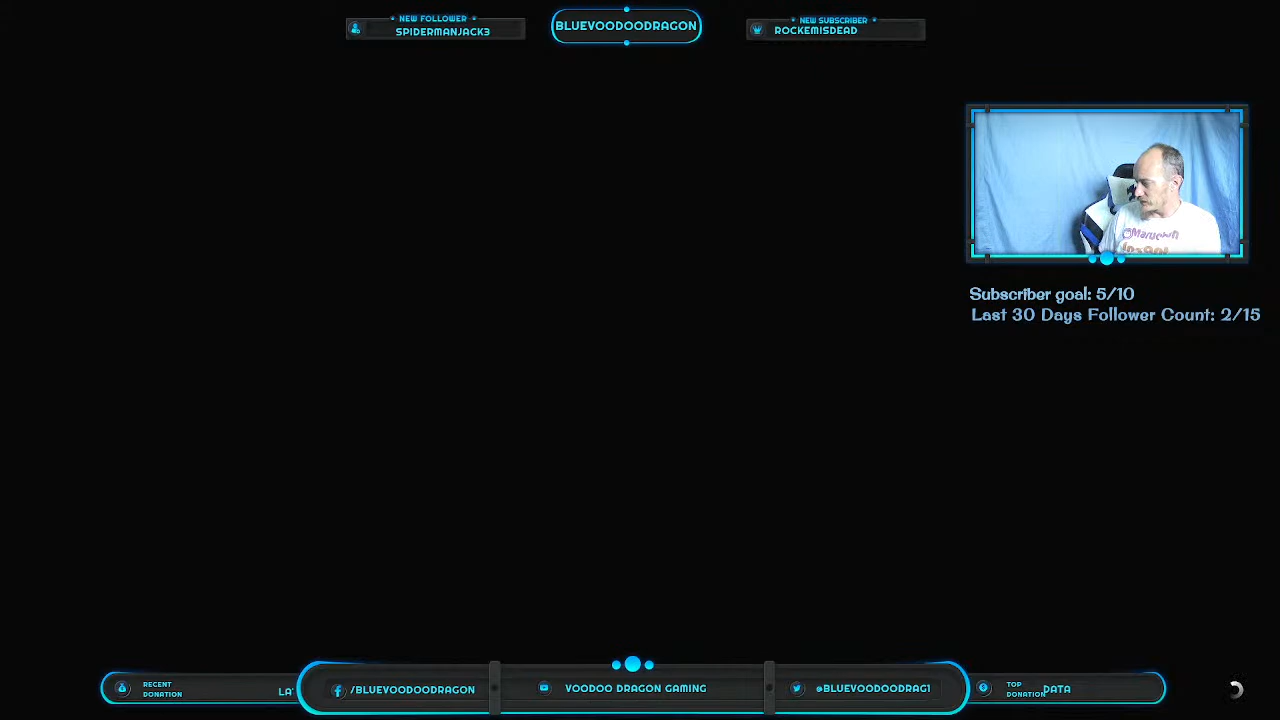 NEW FOLLOWER
SPIDERMANJACK3
BLUEVOODOODRAGON
NEW SUBSCRIBER
ROCKEMISDEAD
Subscriber goal: 5/10
Last 30 Days Follower Count: 2/15
RECENT
DONATION
LA
/BLUEVOODOODRAGON
VOODOO DRAGON GAMING
@BLUEVOODOODRAG1
TOP
DONATION
DATA